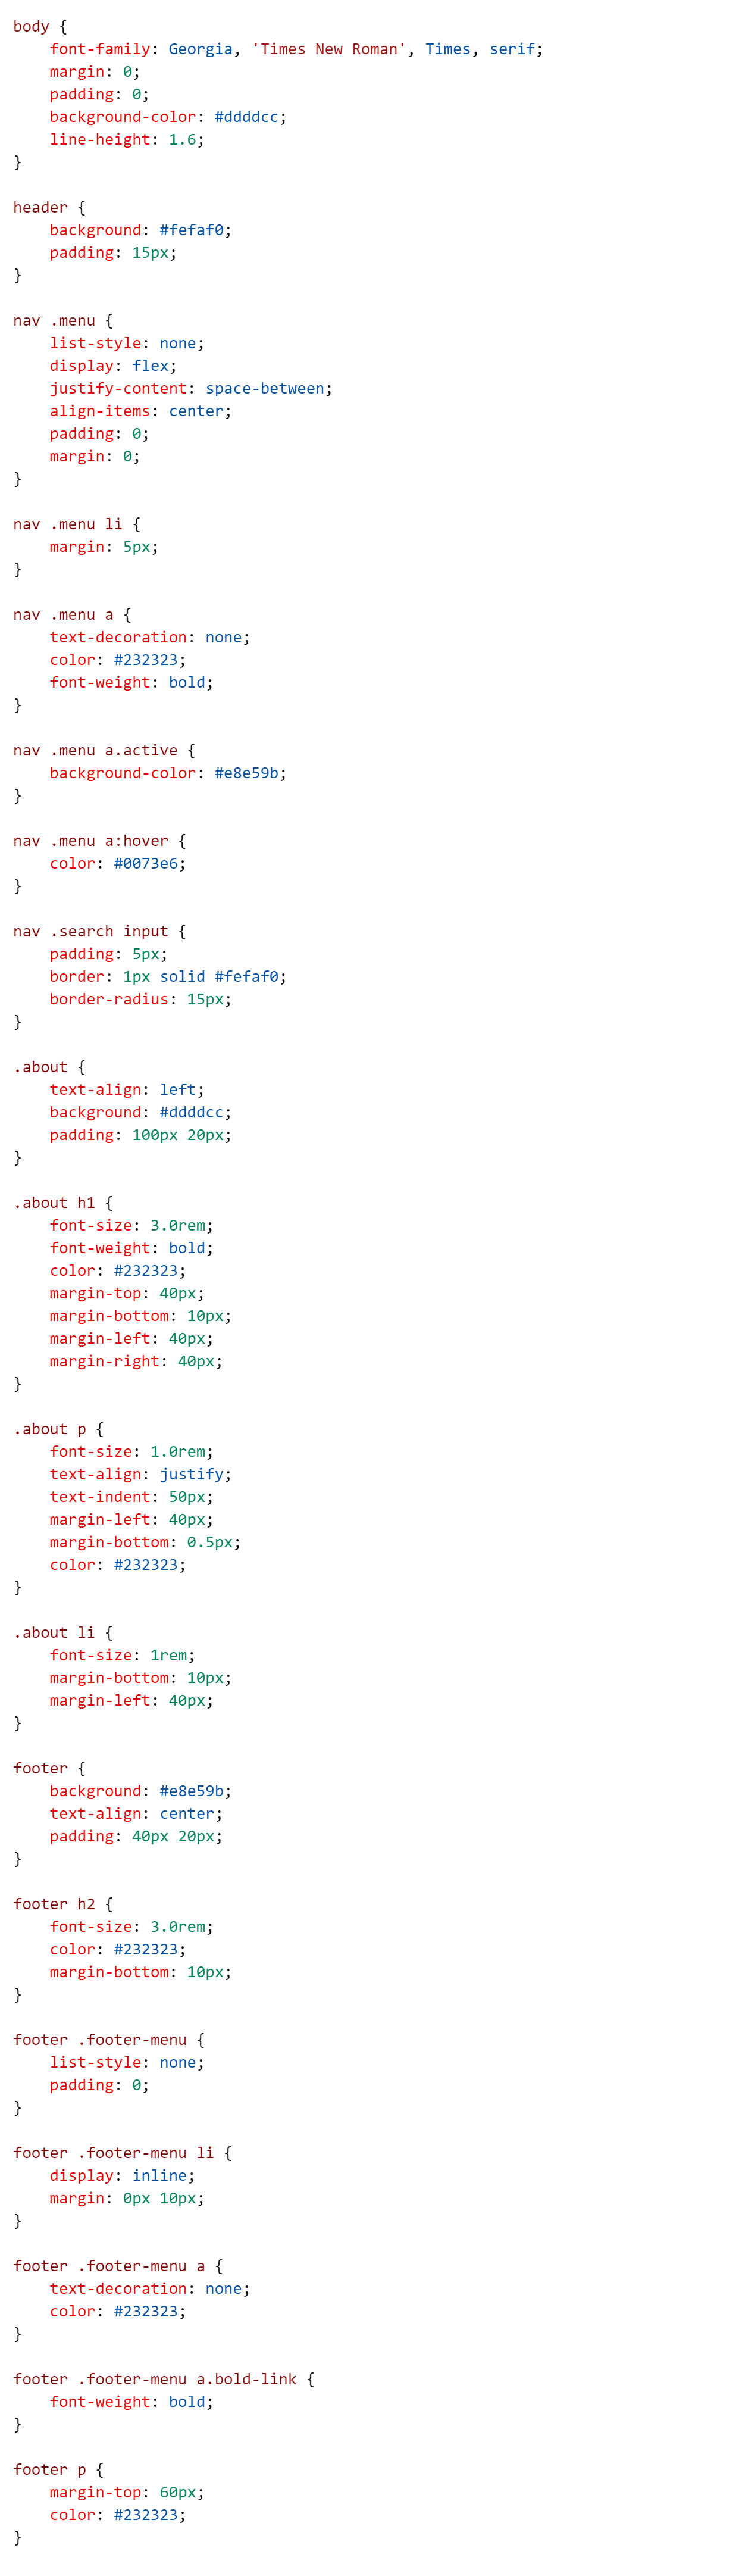 body {
    font-family: Georgia, 'Times New Roman', Times, serif;
    margin: 0;
    padding: 0;
    background-color: #ddddcc;
    line-height: 1.6;
}

header {
    background: #fefaf0;
    padding: 15px;
}

nav .menu {
    list-style: none;
    display: flex;
    justify-content: space-between;
    align-items: center;
    padding: 0;
    margin: 0;
}

nav .menu li {
    margin: 5px;
}

nav .menu a {
    text-decoration: none;
    color: #232323;
    font-weight: bold;
}

nav .menu a.active {
    background-color: #e8e59b;
}

nav .menu a:hover {
    color: #0073e6;
}

nav .search input {
    padding: 5px;
    border: 1px solid #fefaf0;
    border-radius: 15px;
}

.about {
    text-align: left;
    background: #ddddcc;
    padding: 100px 20px;
}

.about h1 {
    font-size: 3.0rem;
    font-weight: bold;
    color: #232323;
    margin-top: 40px;
    margin-bottom: 10px;
    margin-left: 40px;
    margin-right: 40px;
}

.about p {
    font-size: 1.0rem;
    text-align: justify;
    text-indent: 50px;
    margin-left: 40px;
    margin-bottom: 0.5px;
    color: #232323;
}

.about li {
    font-size: 1rem;
    margin-bottom: 10px;
    margin-left: 40px;
}

footer {
    background: #e8e59b;
    text-align: center;
    padding: 40px 20px;
}

footer h2 {
    font-size: 3.0rem;
    color: #232323;
    margin-bottom: 10px;
}

footer .footer-menu {
    list-style: none;
    padding: 0;
}

footer .footer-menu li {
    display: inline;
    margin: 0px 10px;
}

footer .footer-menu a {
    text-decoration: none;
    color: #232323;
}

footer .footer-menu a.bold-link {
    font-weight: bold;
}

footer p {
    margin-top: 60px;
    color: #232323;
}